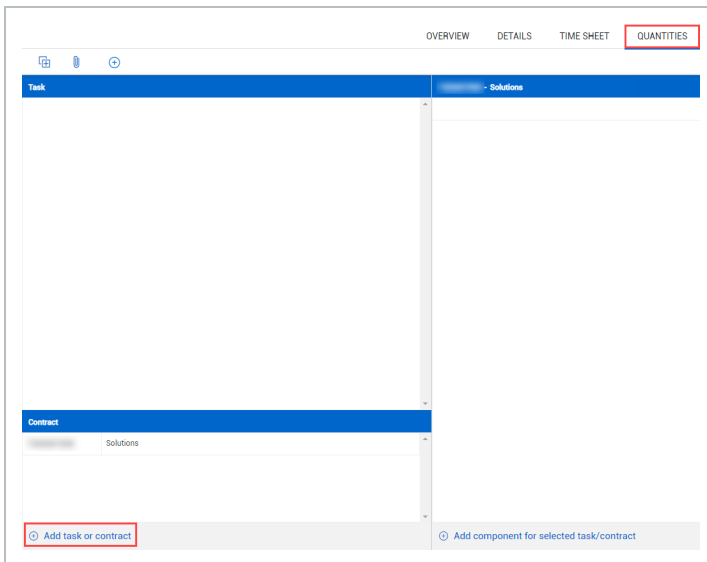 OVERVIEW DETAILS TIME SHEET QUANTITIES
Task
- Solutions
Contract
Solutions
Add task or contract
Add component for selected task/contract